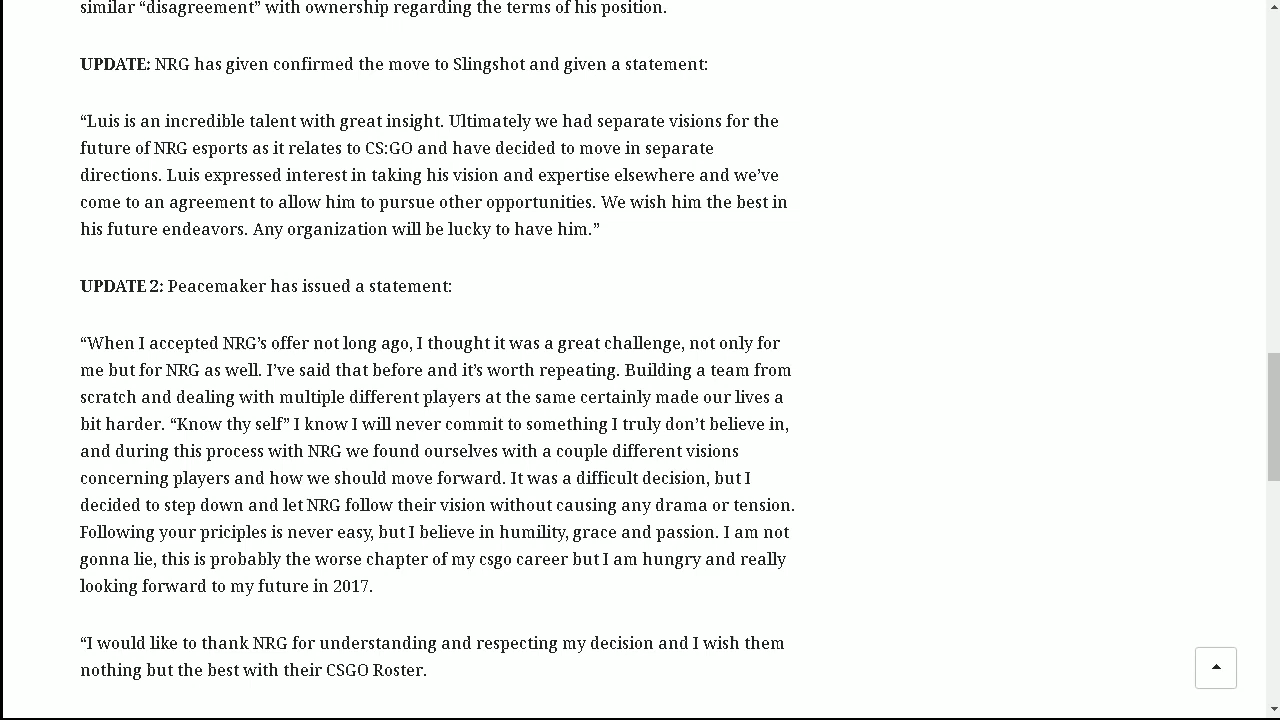 similar “disagreement” with ownership regarding the terms of his position.
UPDATE: NRG has given confirmed the move to Slingshot and given a statement:
“Luis is an incredible talent with great insight. Ultimately we had separate visions for the
future of NRG esports as it relates to CS:GO and have decided to move in separate
directions. Luis expressed interest in taking his vision and expertise elsewhere and we’ve
come to an agreement to allow him to pursue other opportunities. We wish him the best in
his future endeavors. Any organization will be lucky to have him.”
UPDATE 2: Peacemaker has issued a statement:
“When I accepted NRG’s offer not long ago, I thought it was a great challenge, not only for
me but for NRG as well. I’ve said that before and it’s worth repeating. Building a team from
scratch and dealing with multiple different players at the same certainly made our lives a
bit harder. “Know thy self” I know I will never commit to something I truly don’t believe in,
and during this process with NRG we found ourselves with a couple different visions
concerning players and how we should move forward. It was a difficult decision, but I
decided to step down and let NRG follow their vision without causing any drama or tension.
Following your priciples is never easy, but I believe in humility, grace and passion. I am not
gonna lie, this is probably the worse chapter of my csgo career but I am hungry and really
looking forward to my future in 2017.
“I would like to thank NRG for understanding and respecting my decision and I wish them
nothing but the best with their CSGO Roster.